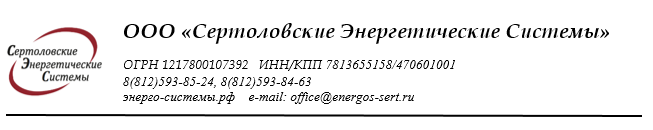 ООО «Сертоловские Энергетические Системы»
Сертоловские
Энергетические
Системы
ОГРН 1217800107392 ИНН/КПП 7813655158/470601001
8(812)593-85-24, 8(812)593-84-63
энерго-системы.рф e-mail: office@energos-sert.ru